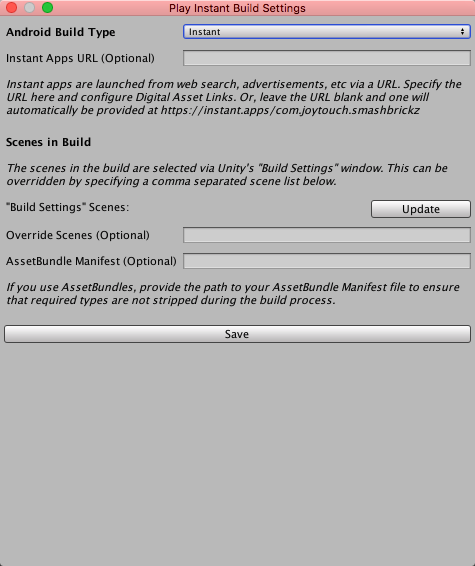 Play Instant Build Settings
Android Build Type
Instant
Instant Apps URL (Optional)
Instant apps are launched from web search, advertisements, etc via a URL. Specify the
URL here and configure Digital Asset Links. Or, leave the URL blank and one will
automatically be provided at https://instant.apps/com.joytouch.smashbrickz
Scenes in Build
The scenes in the build are selected via Unity's "Build Settings" window. This can be
overridden by specifying a comma separated scene list below.
"Build Settings" Scenes:
Update
Override Scenes (Optional)
AssetBundle Manifest (Optional)
If you use AssetBundles, provide the path to your AssetBundle Manifest file to ensure
that required types are not stripped during the build process.
Save